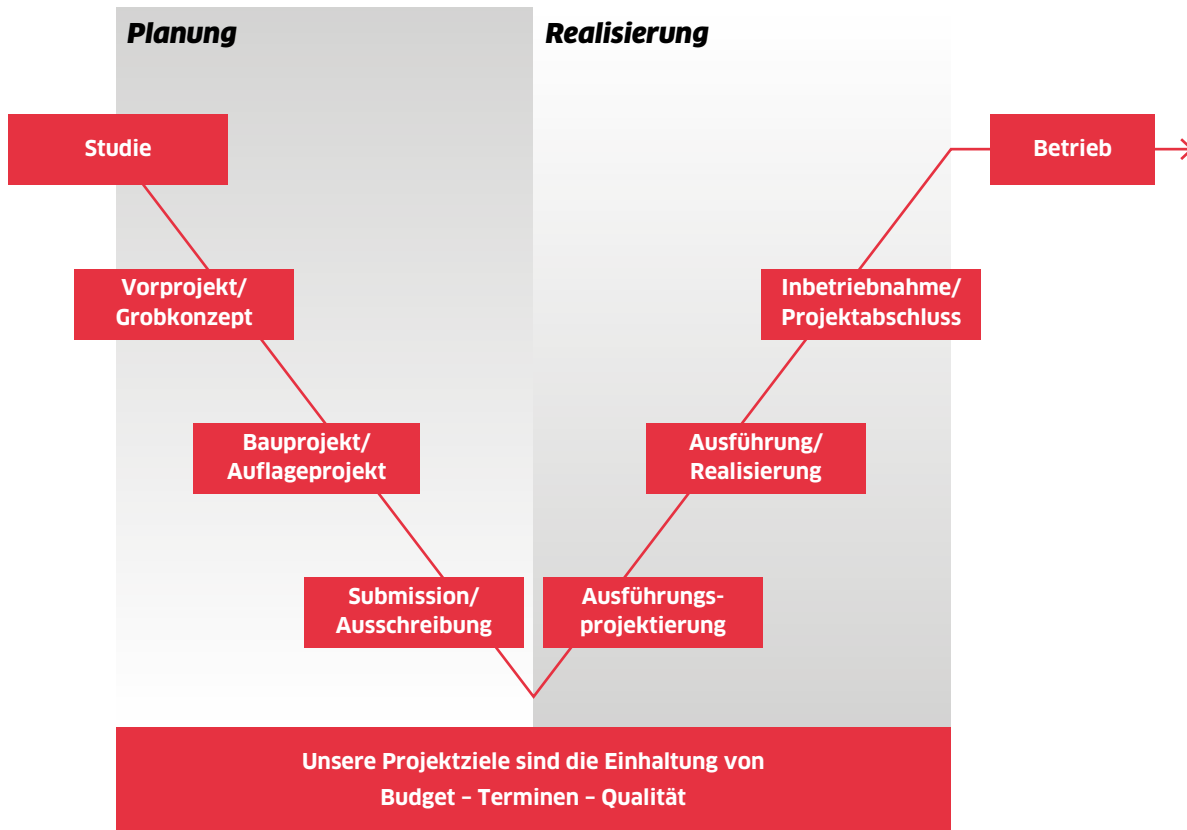 Planung
Realisierung
Studie
Betrieb
Vorprojekt/
Grobkonzept
Inbetriebnahme/
Projektabschluss
Bauprojekt/
Auflageprojekt
Ausführung/
Realisierung
Submission/
Ausschreibung
Ausführungs-
projektierung
Unsere Projektziele sind die Einhaltung von
Budget – Terminen – Qualität